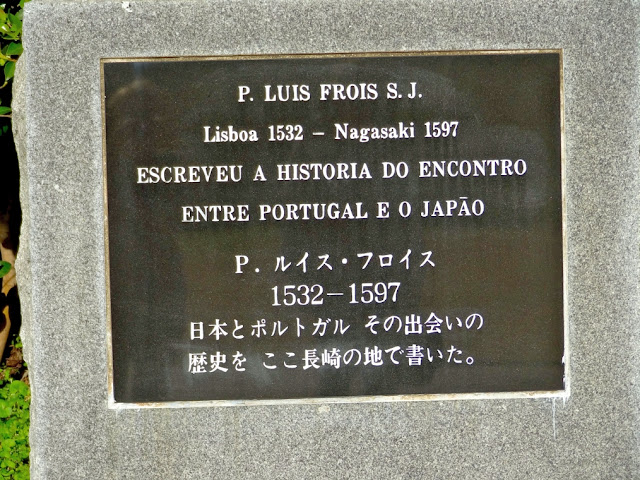 P. LUIS FROIS S. J.
Lisboa 1532 – Nagasaki 1597
ESCREVEU A HISTORIA DO ENCONTRO
ENTRE PORTUGAL E O JAPÃO
P. ルイス・フロイス
1532−1597
日本とポルトガル その出会いの
歴史を ここ長崎の地で書いた。